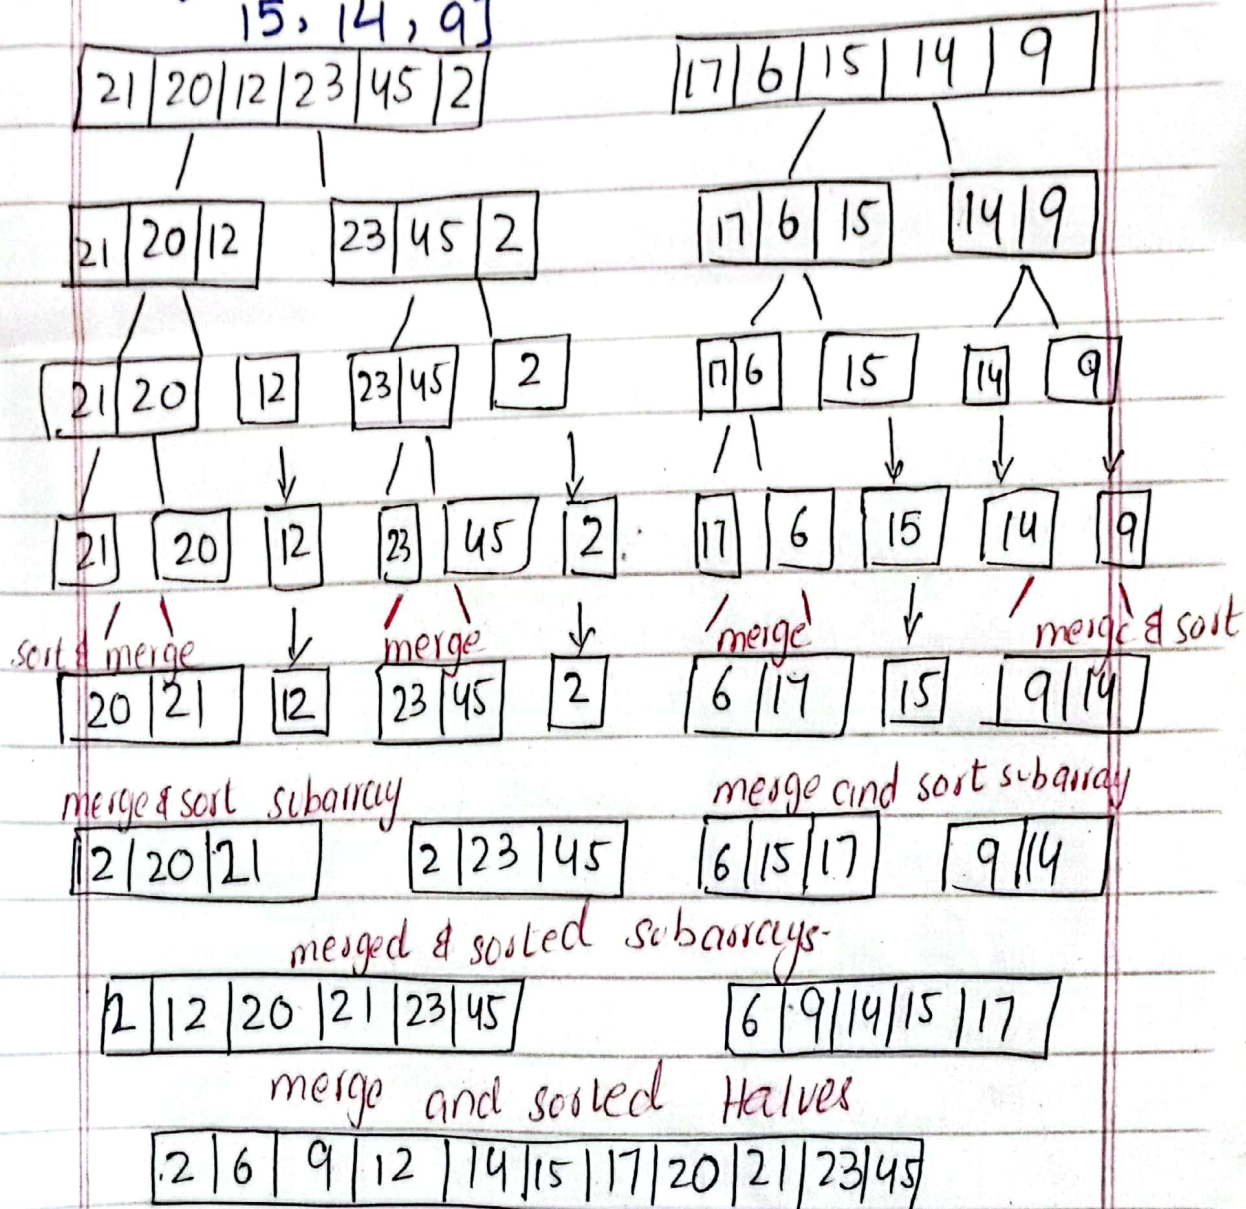 15, 14, 9]
21 20 12 23 45 2 17 6 15 14 9
21 20 12 23 45 2 17 6 15 14 9
21 20 12 23 45 2 17 6 15 14 9
21 20 12 23 45 2 17 6 15 14 9
sort & merge merge merge merge & sort
20 21 12 23 45 2 6 17 15 9 14
merge & sort subarray merge and sort subarray
12 20 21 2 23 45 6 15 17 9 14
merged & sorted subarrays-
2 12 20 21 23 45 6 9 14 15 17
merge and sorted Halves
2 6 9 12 14 15 17 20 21 23 45